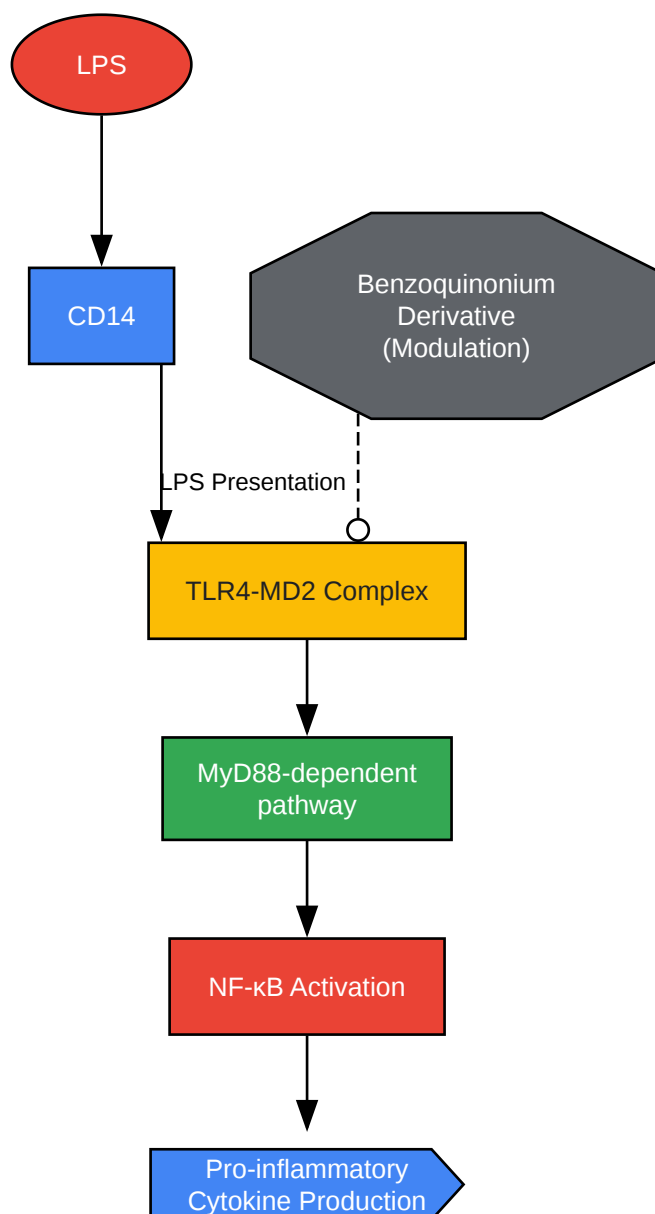 LPS
CD14
Benzoquinonium
Derivative
(Modulation)
LPS Presentation
TLR4-MD2 Complex
MyD88-dependent
pathway
NF-κB Activation
Pro-inflammatory
Cytokine Production